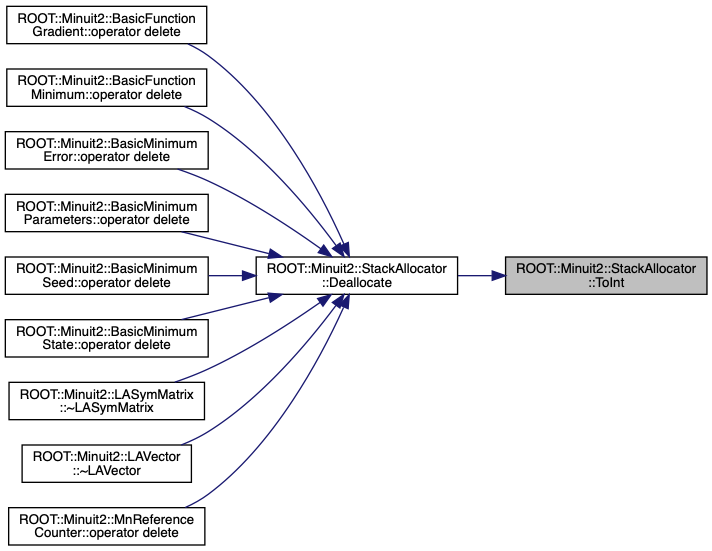 ROOT::Minuit2::BasicFunction
Gradient::operator delete
ROOT::Minuit2::BasicFunction
Minimum::operator delete
ROOT::Minuit2::BasicMinimum
Error::operator delete
ROOT::Minuit2::BasicMinimum
Parameters::operator delete
ROOT::Minuit2::BasicMinimum
Seed::operator delete
ROOT::Minuit2::BasicMinimum
State::operator delete
ROOT::Minuit2::LASymMatrix
::~LASymMatrix
ROOT::Minuit2::LAVector
::~LAVector
ROOT::Minuit2::MnReference
Counter::operator delete
ROOT::Minuit2::StackAllocator
::Deallocate
ROOT::Minuit2::StackAllocator
::ToInt